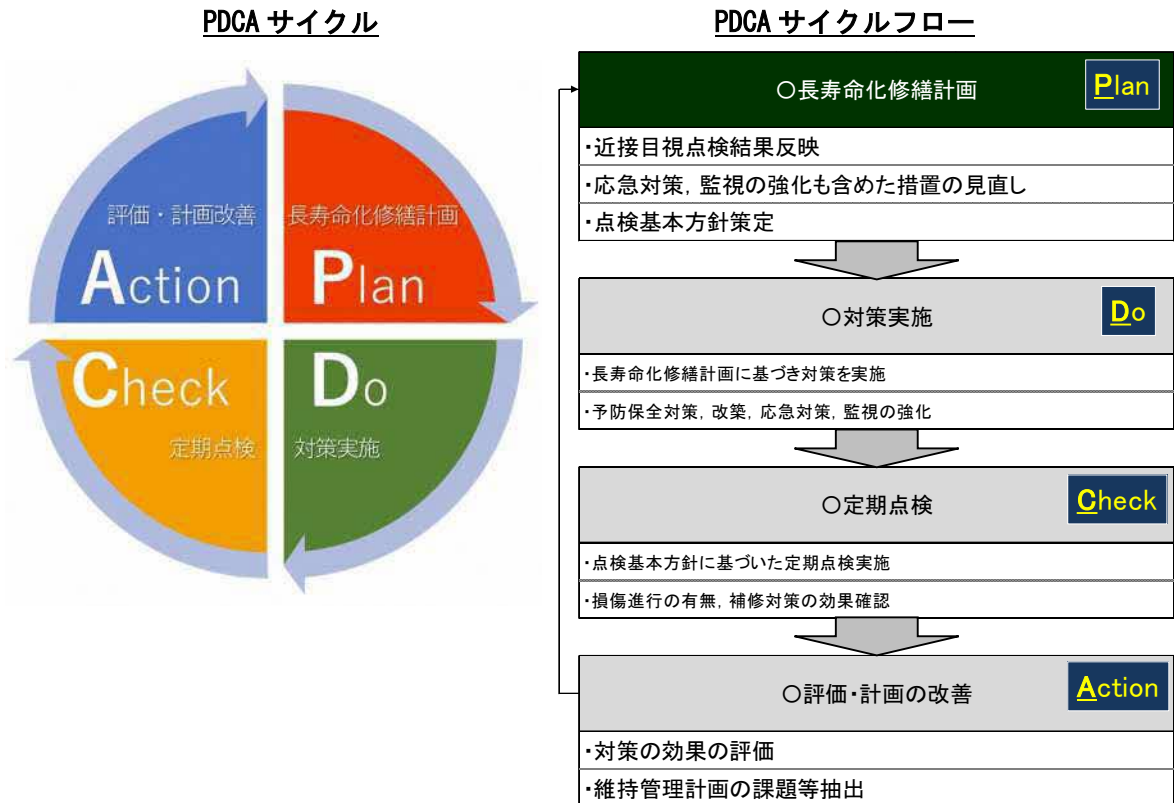 PDCA サイクル
評価・計画改善
Action
長寿命化修繕計画
Plan
Check
定期点検
Do
対策実施
PDCA サイクルフロー
○長寿命化修繕計画
Plan
・近接目視点検結果反映
・応急対策, 監視の強化も含めた措置の見直し
・点検基本方針策定
○対策実施
Do
・長寿命化修繕計画に基づき対策を実施
・予防保全対策, 改築, 応急対策, 監視の強化
○定期点検
Check
・点検基本方針に基づいた定期点検実施
・損傷進行の有無, 補修対策の効果確認
○評価・計画の改善
Action
・対策の効果の評価
・維持管理計画の課題等抽出